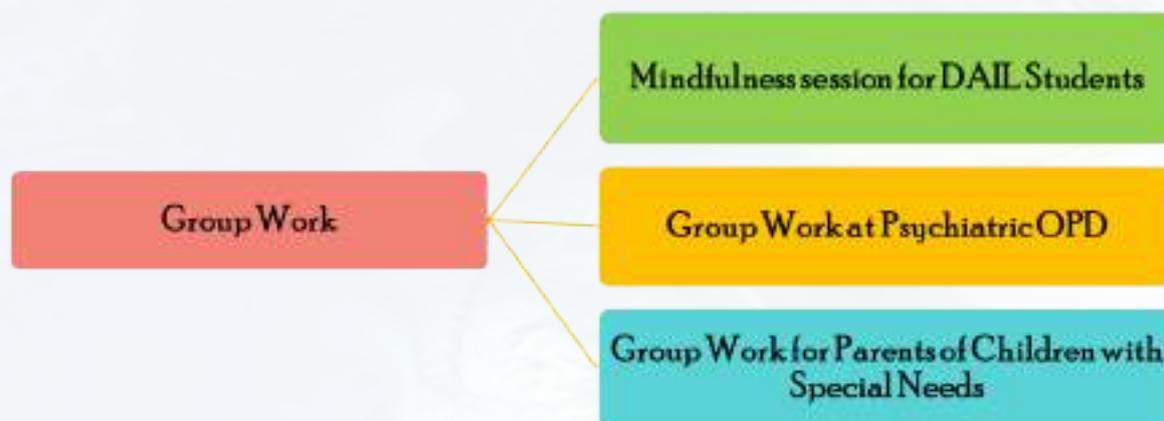 Mindfulness session for DAIL Students
Group Work
Group Work at Psychiatric OPD
Group Work for Parents of Children with
Special Needs